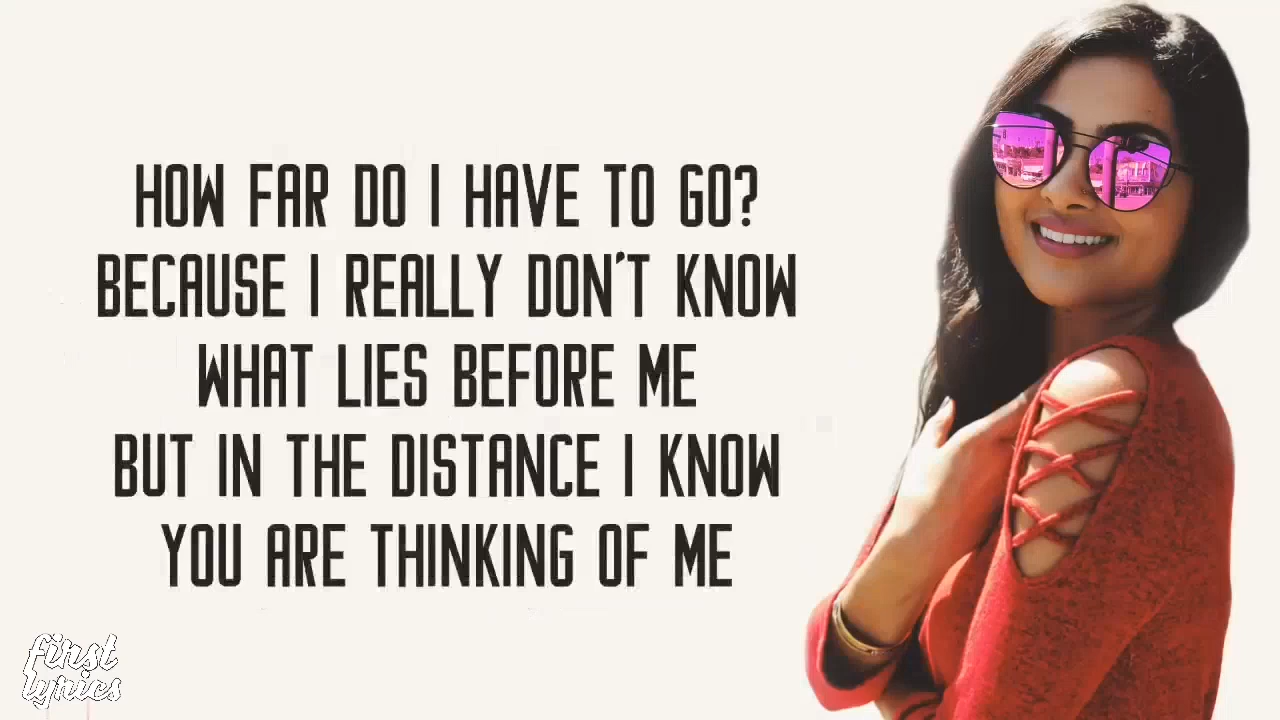 HOW FAR DO I HAVE TO GO?
BECAUSE I REALLY DON'T KNOW
WHAT LIES BEFORE ME
BUT IN THE DISTANCE I KNOW
YOU ARE THINKING OF ME
first
lyrics